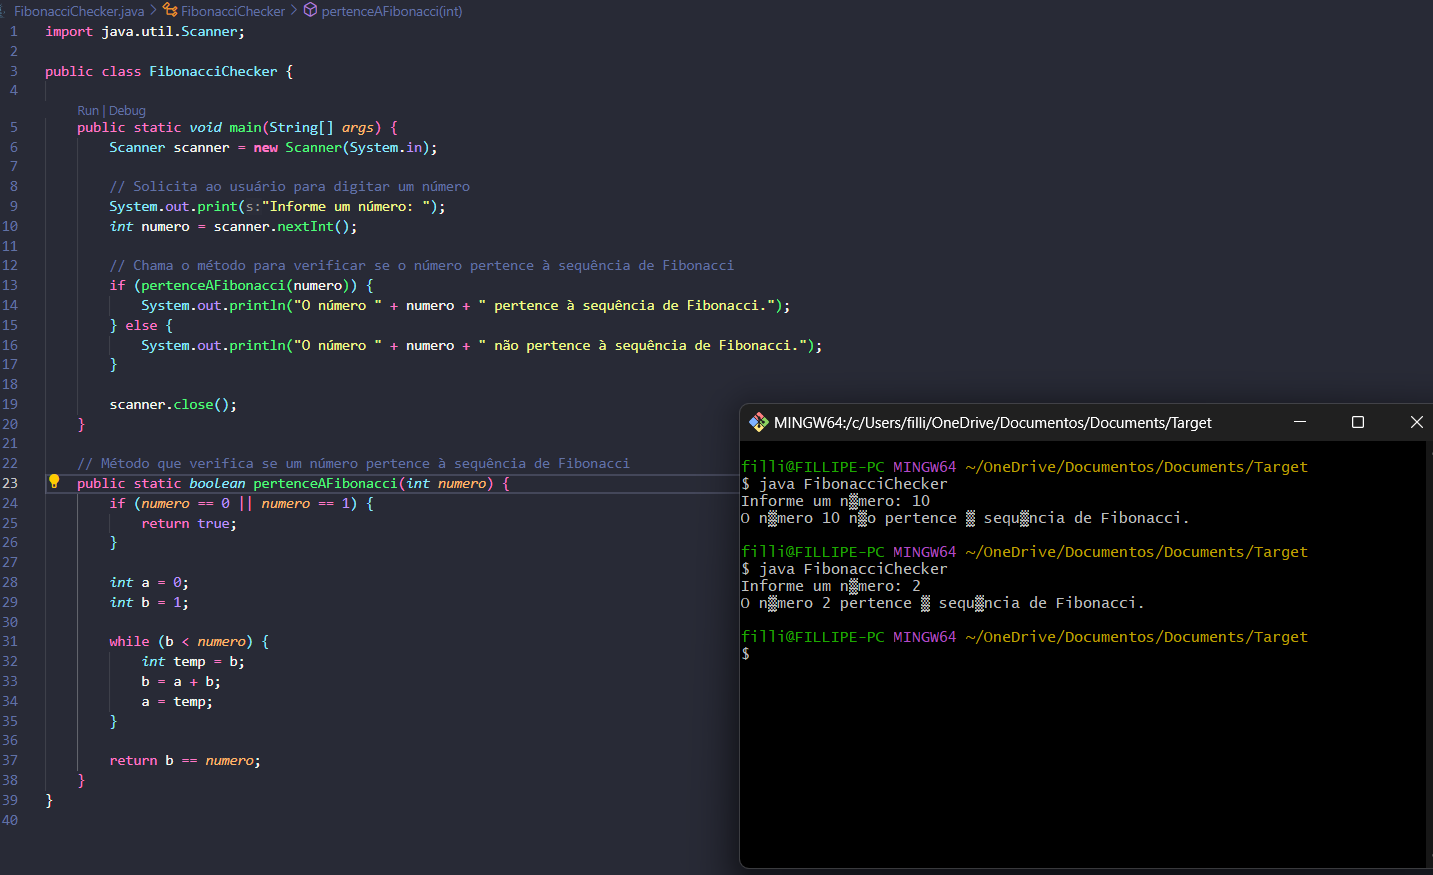 FibonacciChecker.java > FibonacciChecker > pertenceAFibonacci(int)
1 import java.util.Scanner;
2
3 public class FibonacciChecker {
4
Run | Debug
5 public static void main(String[] args) {
6 Scanner scanner = new Scanner(System.in);
7
8 // Solicita ao usuário para digitar um número
9 System.out.print(s:"Informe um número: ");
10 int numero = scanner.nextInt();
11
12 // Chama o método para verificar se o número pertence à sequência de Fibonacci
13 if (pertenceAFibonacci(numero)) {
14 System.out.println("O número " + numero + " pertence à sequência de Fibonacci.");
15 } else {
16 System.out.println("O número " + numero + " não pertence à sequência de Fibonacci.");
17 }
18
19 scanner.close();
20 }
21
22 // Método que verifica se um número pertence à sequência de Fibonacci
23 public static boolean pertenceAFibonacci(int numero) {
24 if (numero == 0 || numero == 1) {
25 return true;
26 }
27
28 int a = 0;
29 int b = 1;
30
31 while (b < numero) {
32 int temp = b;
33 b = a + b;
34 a = temp;
35 }
36
37 return b == numero;
38 }
39 }
40
MINGW64:/c/Users/filli/OneDrive/Documentos/Documents/Target
filli@FILLIPE-PC MINGW64 ~/OneDrive/Documentos/Documents/Target
$ java FibonacciChecker
Informe um n▒mero: 10
O n▒mero 10 n▒o pertence ▒ sequ▒ncia de Fibonacci.
filli@FILLIPE-PC MINGW64 ~/OneDrive/Documentos/Documents/Target
$ java FibonacciChecker
Informe um n▒mero: 2
O n▒mero 2 pertence ▒ sequ▒ncia de Fibonacci.
filli@FILLIPE-PC MINGW64 ~/OneDrive/Documentos/Documents/Target
$